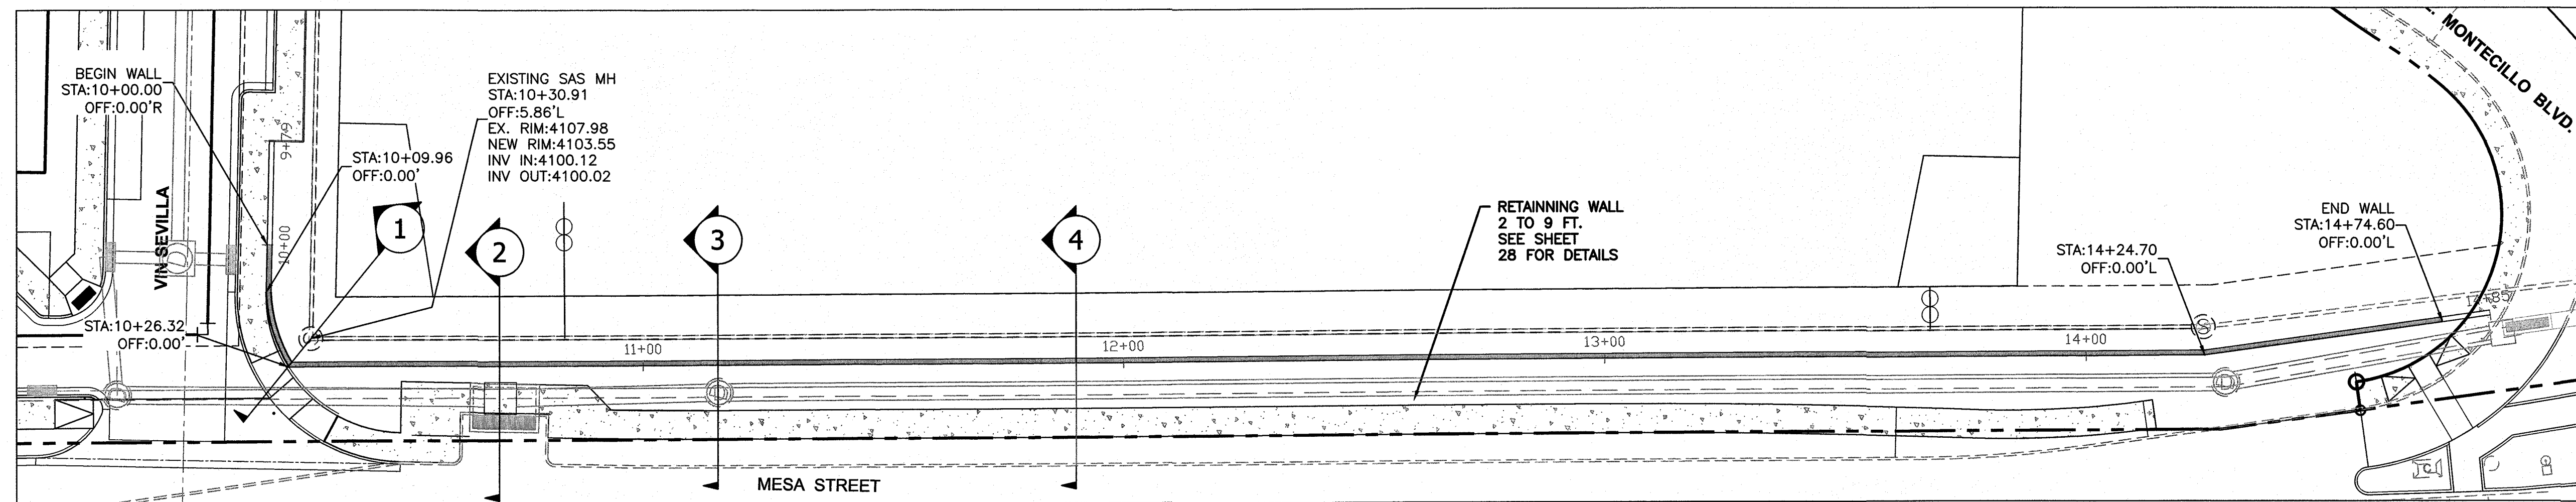 BEGIN WALL
STA:10+00.00
OFF:0.00'R
EXISTING SAS MH
STA:10+30.91
OFF:5.86'L
EX. RIM:4107.98
NEW RIM:4103.55
INV IN:4100.12
INV OUT:4100.02
9+79
STA:10+09.96
OFF:0.00'
VIN SEVILLA
10+00
1
2
3
4
RETAINNING WALL
2 TO 9 FT.
SEE SHEET
28 FOR DETAILS
MONTECILLO BLVD.
END WALL
STA:14+74.60
OFF:0.00'L
STA:14+24.70
OFF:0.00'L
14+85
STA:10+26.32
OFF:0.00'
11+00
12+00
13+00
14+00
S
D
D
D
MESA STREET